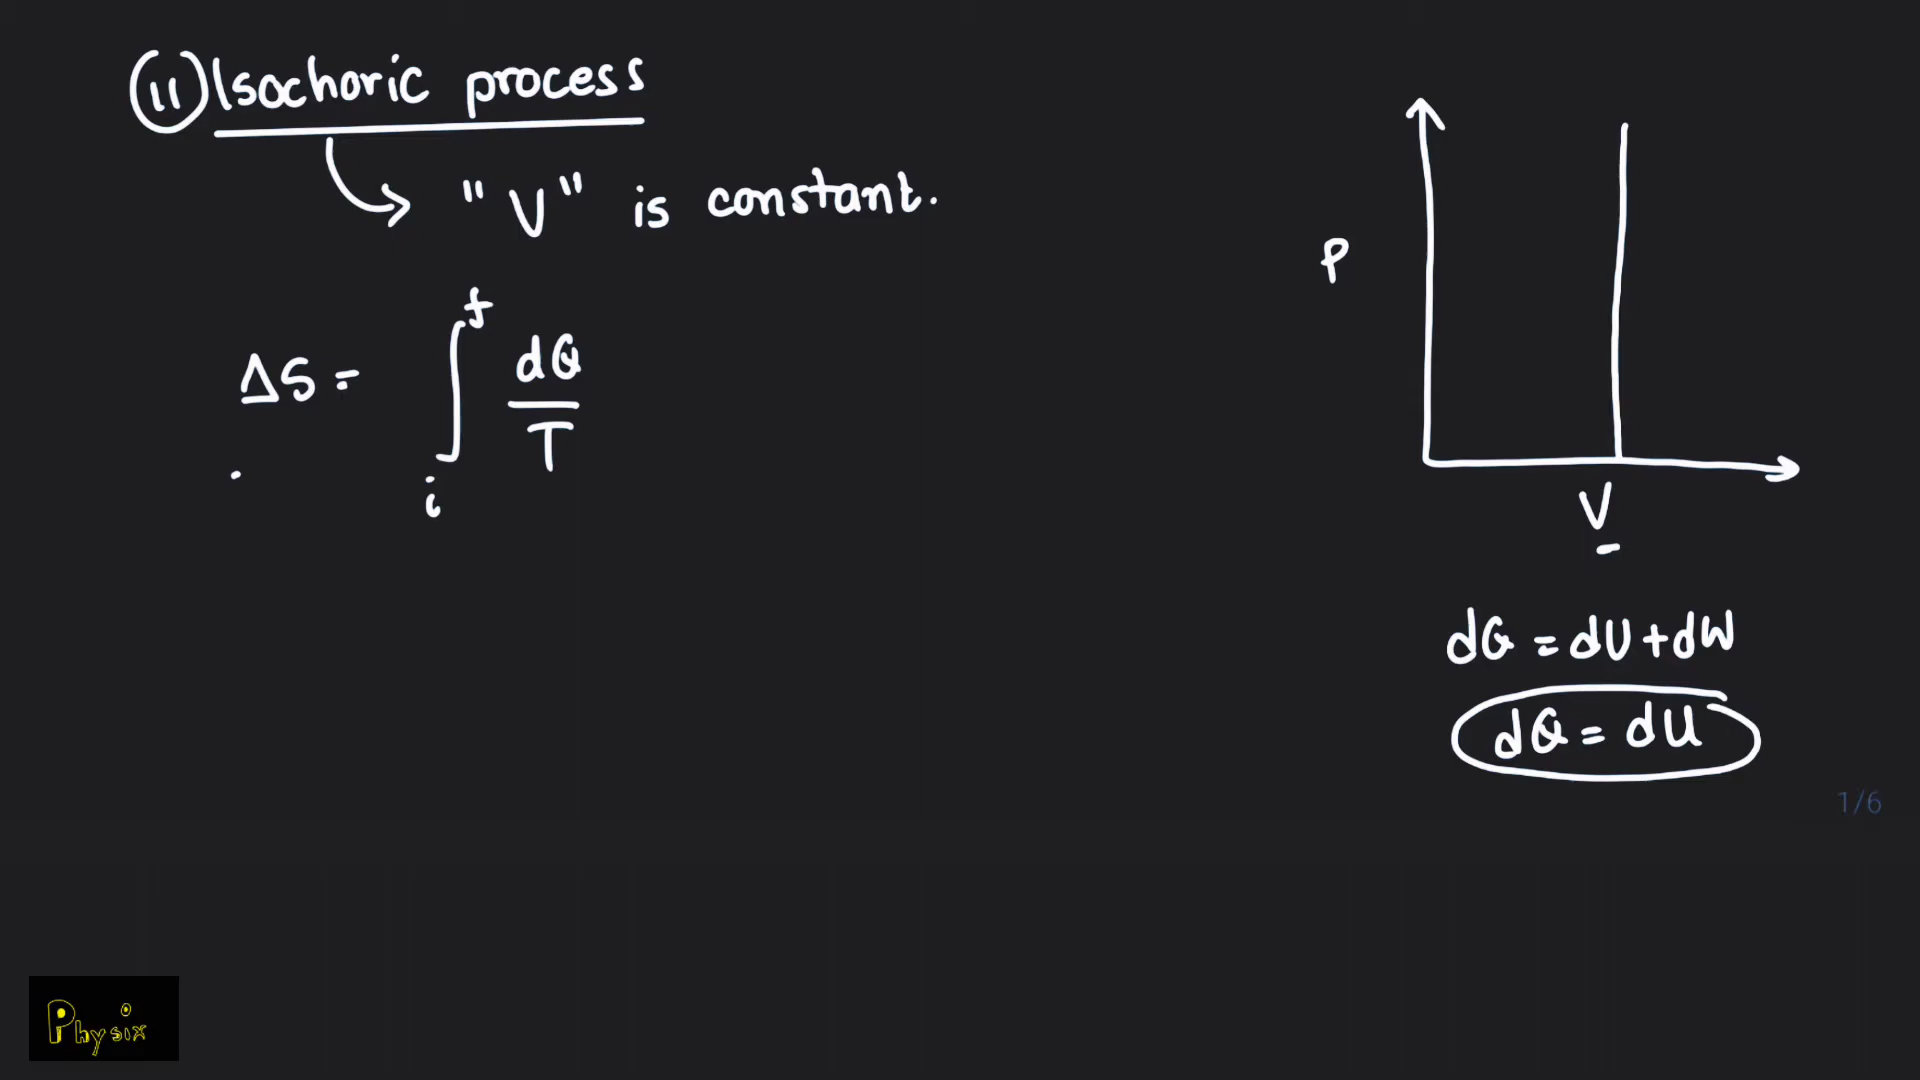 (ii) Isochoric process
"V" is constant.
P
ΔS = ∫ᵢᶠ dQ/T
V
dQ = dU + dW
dQ = dU
1/6
Physix